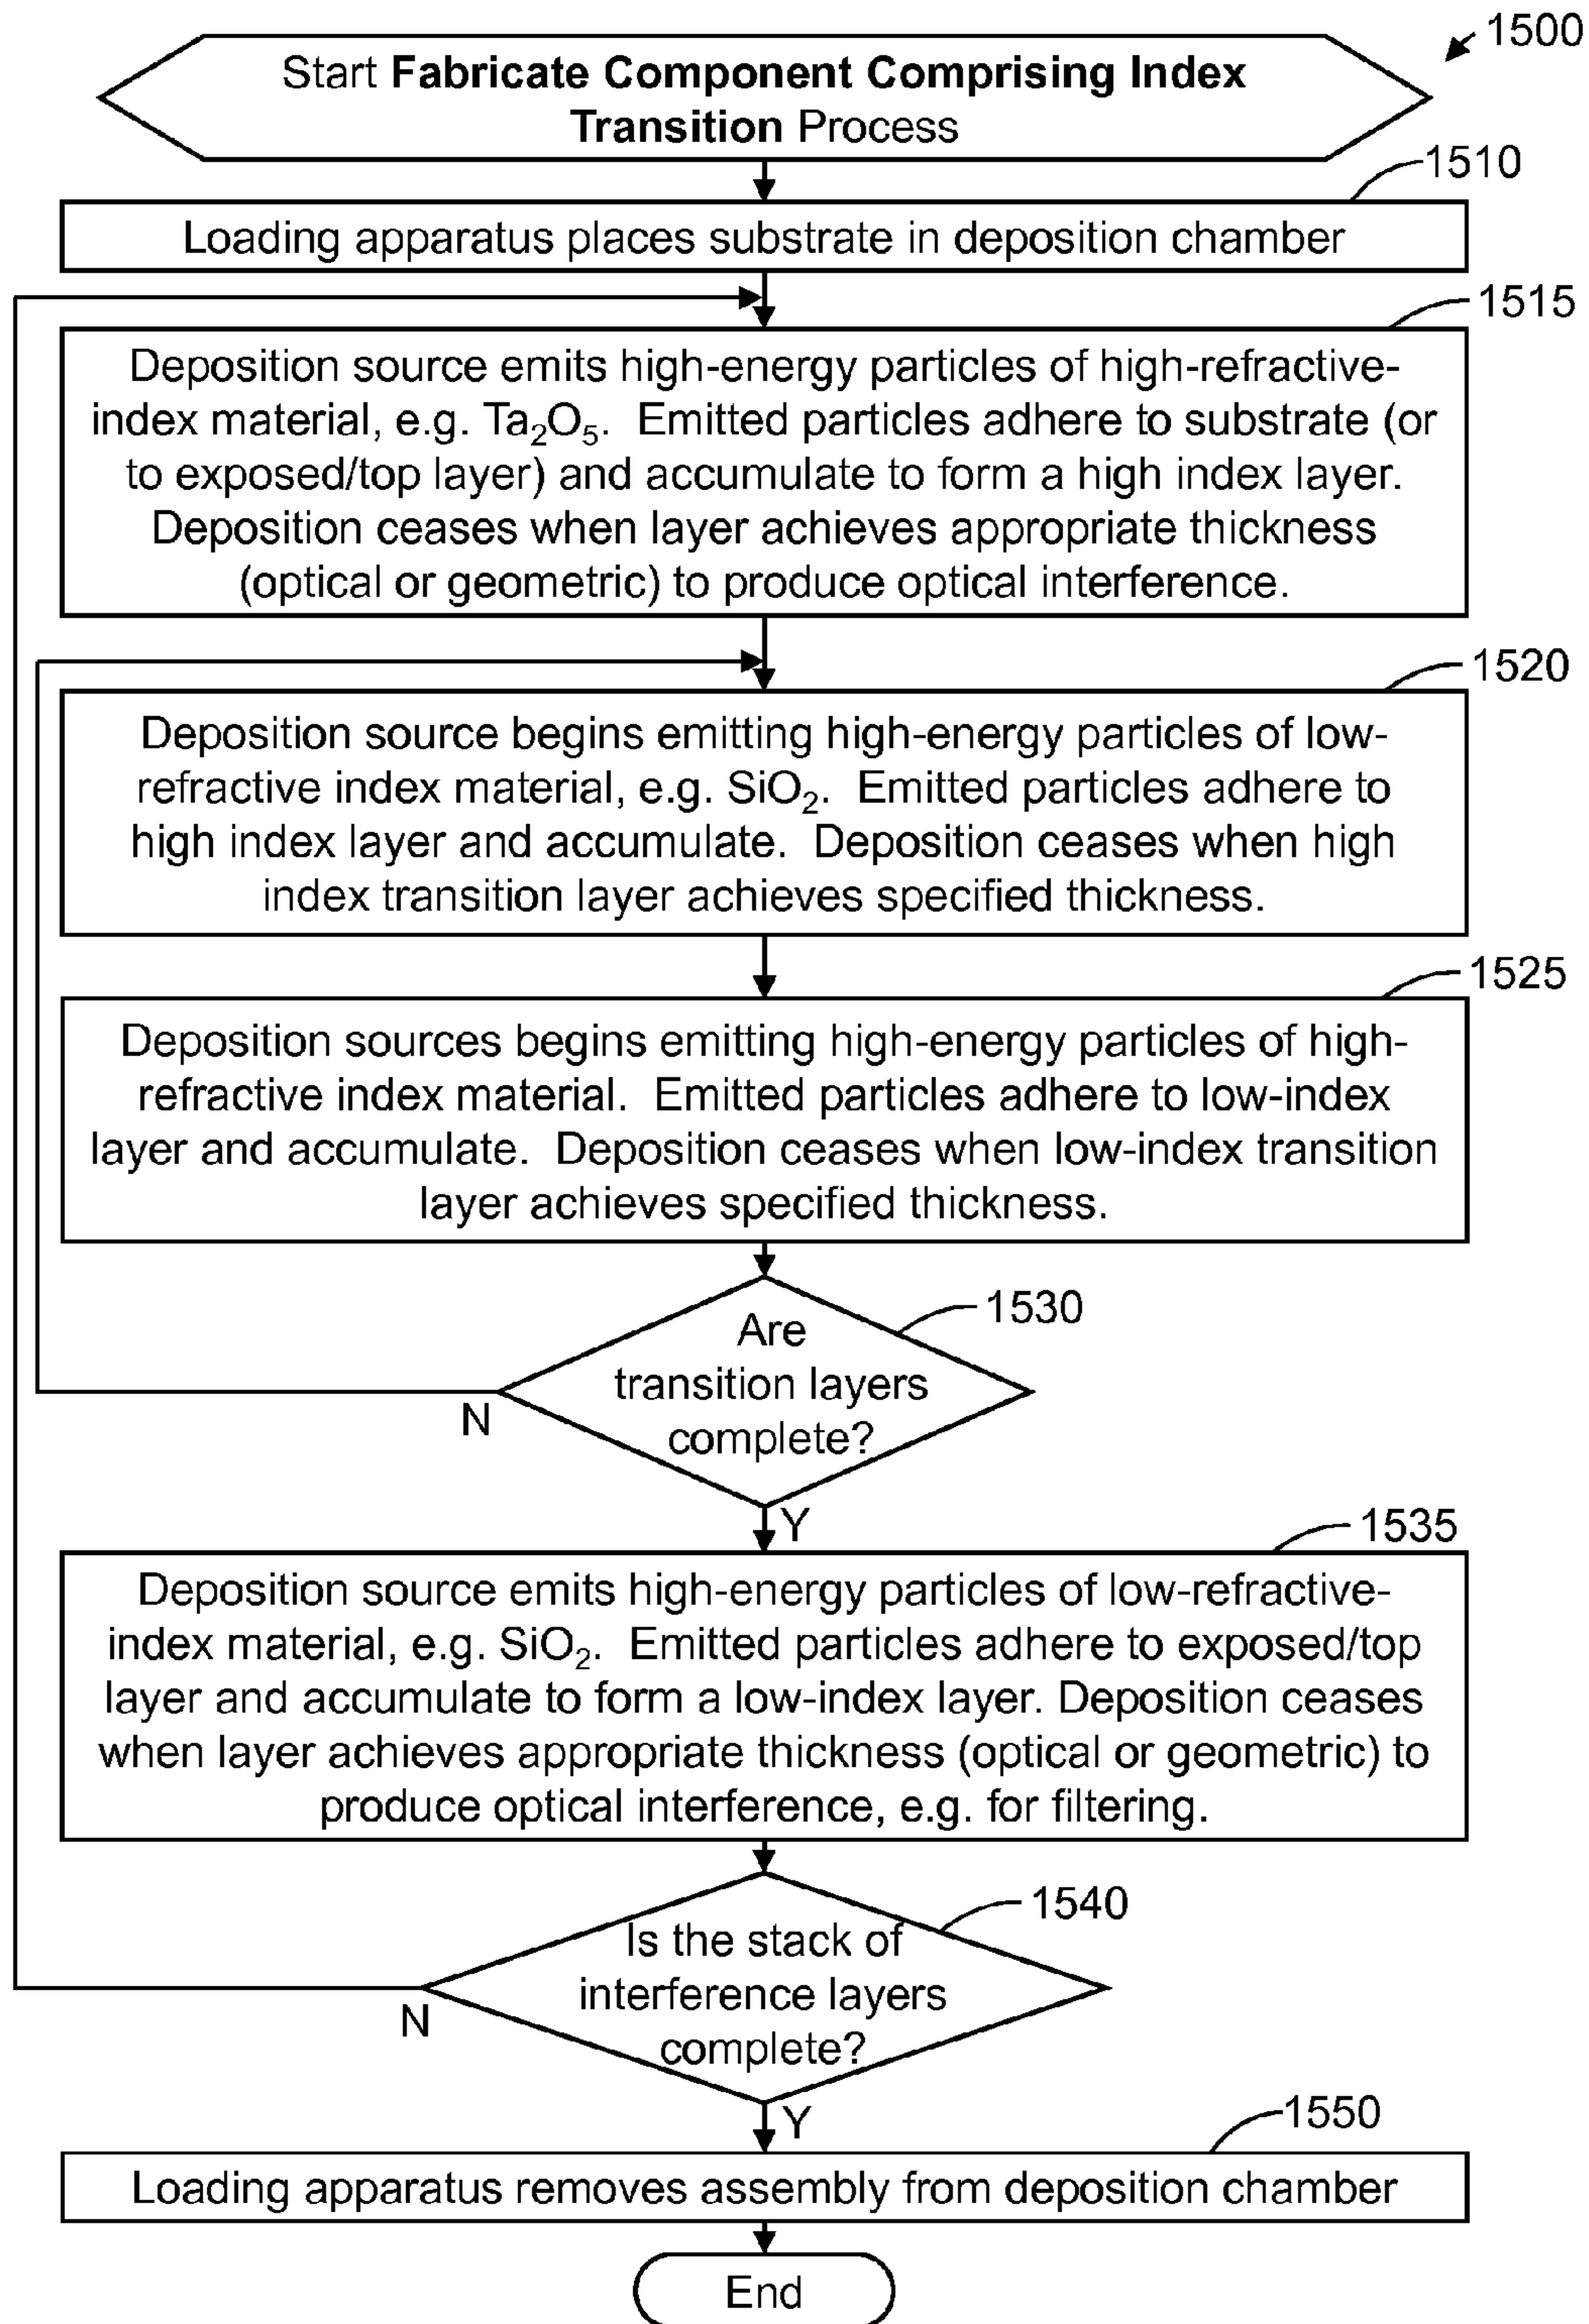 1500
Start Fabricate Component Comprising Index
Transition Process
1510
Loading apparatus places substrate in deposition chamber
1515
Deposition source emits high-energy particles of high-refractive-
index material, e.g. Ta₂O₅. Emitted particles adhere to substrate (or
to exposed/top layer) and accumulate to form a high index layer.
Deposition ceases when layer achieves appropriate thickness
(optical or geometric) to produce optical interference.
1520
Deposition source begins emitting high-energy particles of low-
refractive index material, e.g. SiO₂. Emitted particles adhere to
high index layer and accumulate. Deposition ceases when high
index transition layer achieves specified thickness.
1525
Deposition sources begins emitting high-energy particles of high-
refractive index material. Emitted particles adhere to low-index
layer and accumulate. Deposition ceases when low-index transition
layer achieves specified thickness.
1530
Are
transition layers
complete?
N
Y
1535
Deposition source emits high-energy particles of low-refractive-
index material, e.g. SiO₂. Emitted particles adhere to exposed/top
layer and accumulate to form a low-index layer. Deposition ceases
when layer achieves appropriate thickness (optical or geometric) to
produce optical interference, e.g. for filtering.
1540
Is the stack of
interference layers
complete?
N
Y
1550
Loading apparatus removes assembly from deposition chamber
End